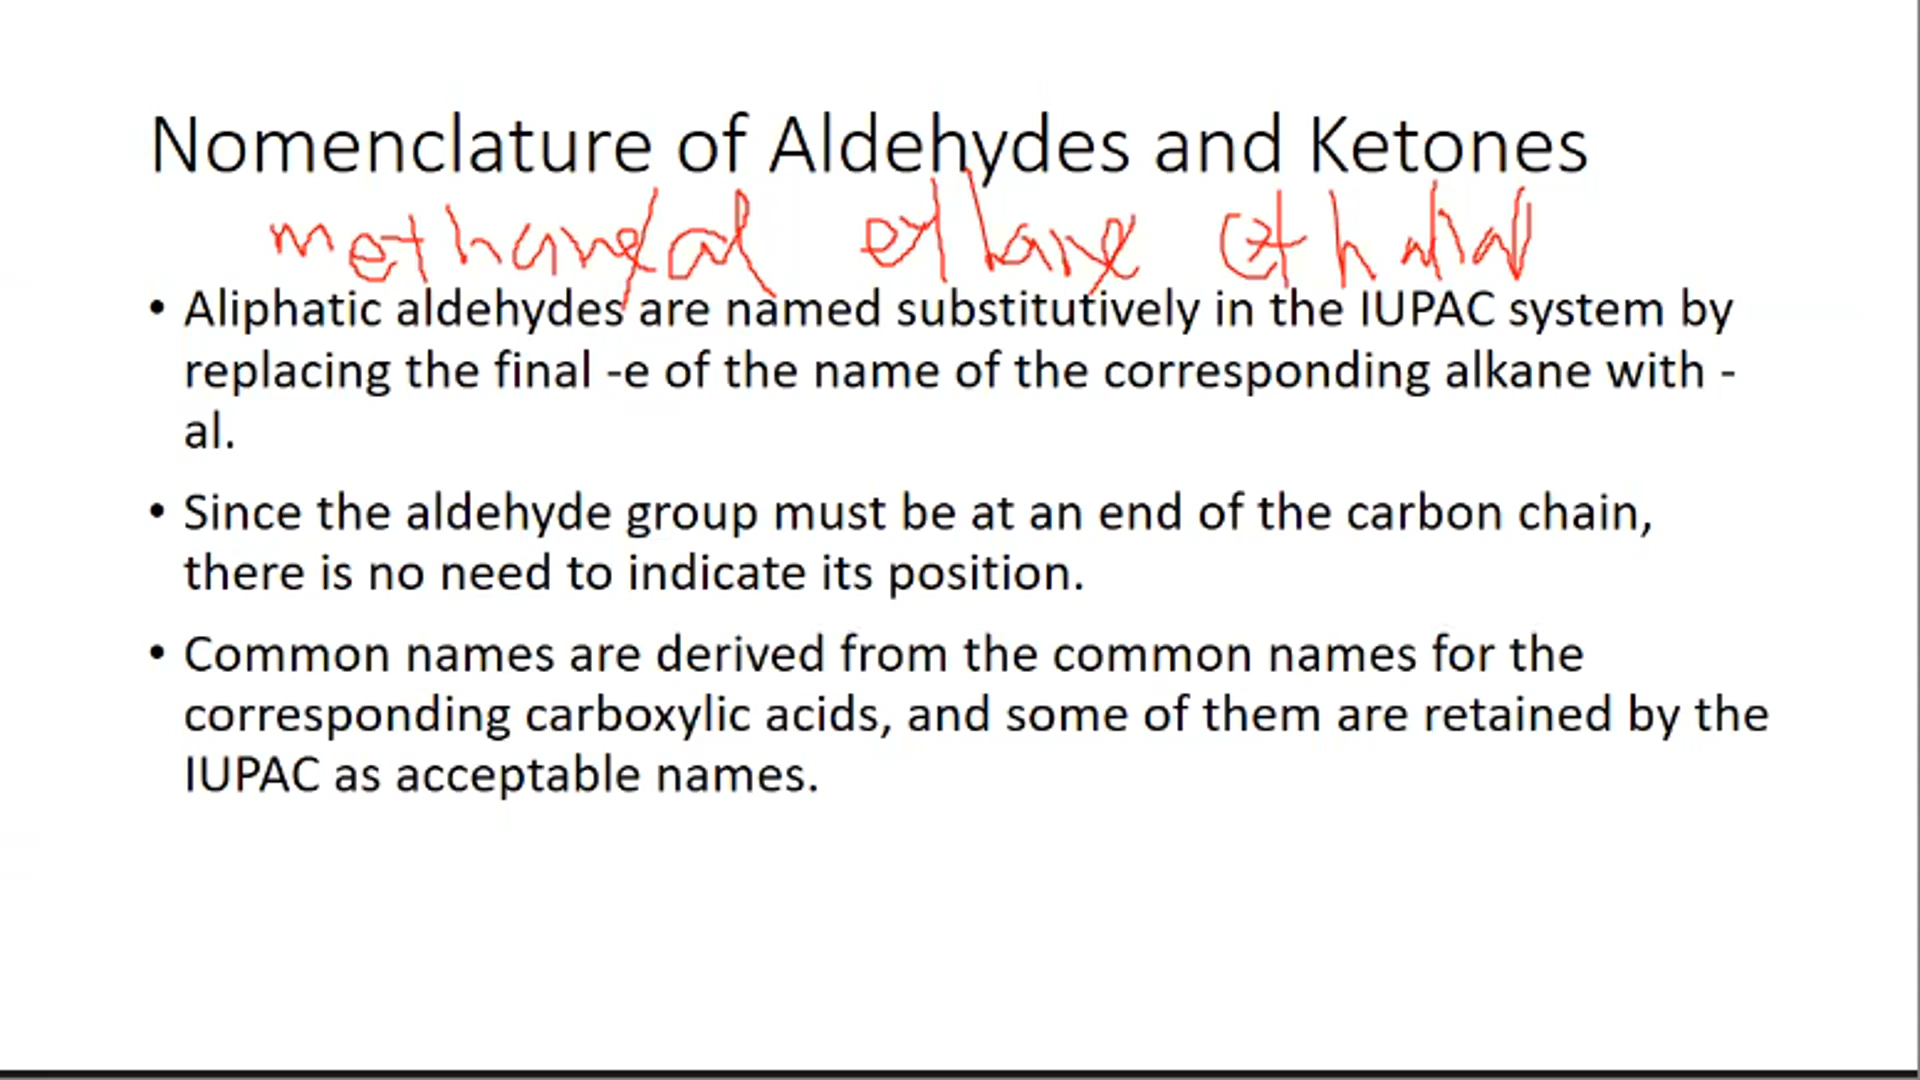 Nomenclature of Aldehydes and Ketones
methane al ethane ethanal
• Aliphatic aldehydes are named substitutively in the IUPAC system by
replacing the final -e of the name of the corresponding alkane with -
al.
• Since the aldehyde group must be at an end of the carbon chain,
there is no need to indicate its position.
• Common names are derived from the common names for the
corresponding carboxylic acids, and some of them are retained by the
IUPAC as acceptable names.